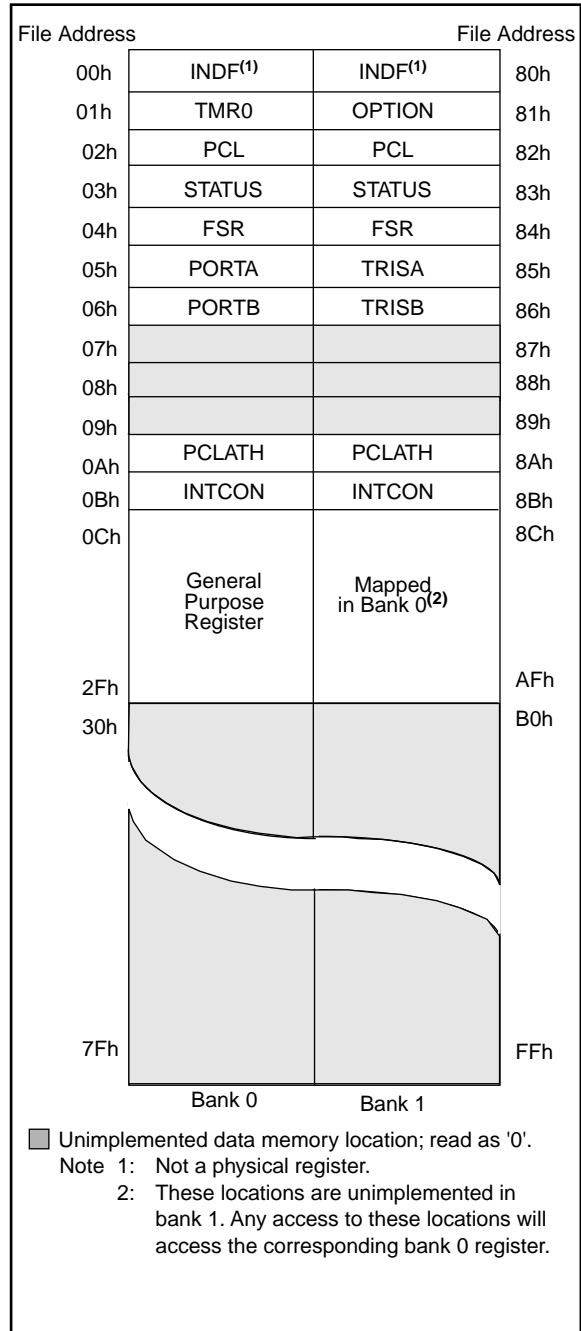 File Address File Address
00h INDF(1) INDF(1) 80h
01h TMR0 OPTION 81h
02h PCL PCL 82h
03h STATUS STATUS 83h
04h FSR FSR 84h
05h PORTA TRISA 85h
06h PORTB TRISB 86h
07h 87h
08h 88h
09h 89h
0Ah PCLATH PCLATH 8Ah
0Bh INTCON INTCON 8Bh
0Ch 8Ch
General Mapped
Purpose in Bank 0(2)
Register
2Fh AFh
30h B0h
7Fh FFh
Bank 0 Bank 1
Unimplemented data memory location; read as '0'.
Note 1: Not a physical register.
2: These locations are unimplemented in
bank 1. Any access to these locations will
access the corresponding bank 0 register.